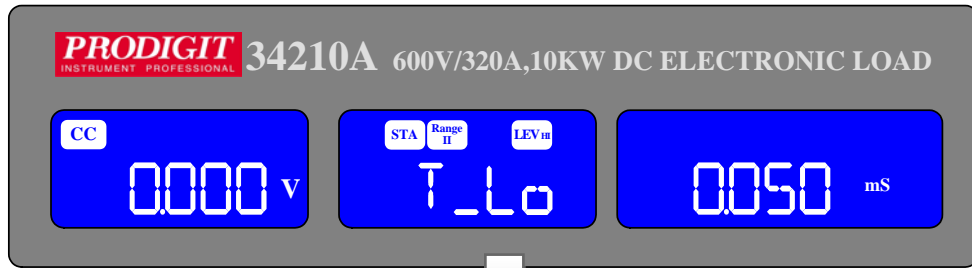 PRODIGIT 34210A 600V/320A,10KW DC ELECTRONIC LOAD
INSTRUMENT PROFESSIONAL
CC
0.000 V
STA Range II LEV HI
T_Lo
0.050 mS